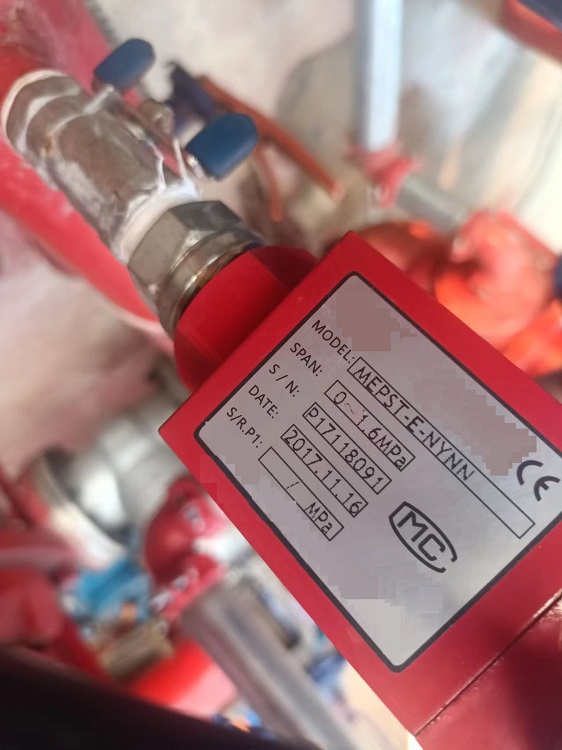 MODEL: MEPST-E-NYNN
SPAN: 0~1.6MPa
S / N: P17118091
DATE: 2017.11.16
S/R.P1: / MPa
CE
MC